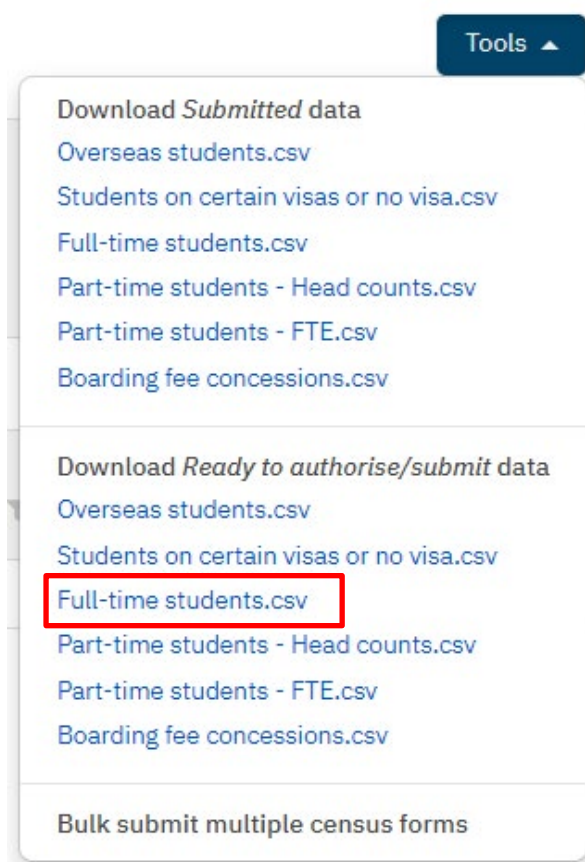 Tools
Download Submitted data
Overseas students.csv
Students on certain visas or no visa.csv
Full-time students.csv
Part-time students - Head counts.csv
Part-time students - FTE.csv
Boarding fee concessions.csv
Download Ready to authorise/submit data
Overseas students.csv
Students on certain visas or no visa.csv
Full-time students.csv
Part-time students - Head counts.csv
Part-time students - FTE.csv
Boarding fee concessions.csv
Bulk submit multiple census forms